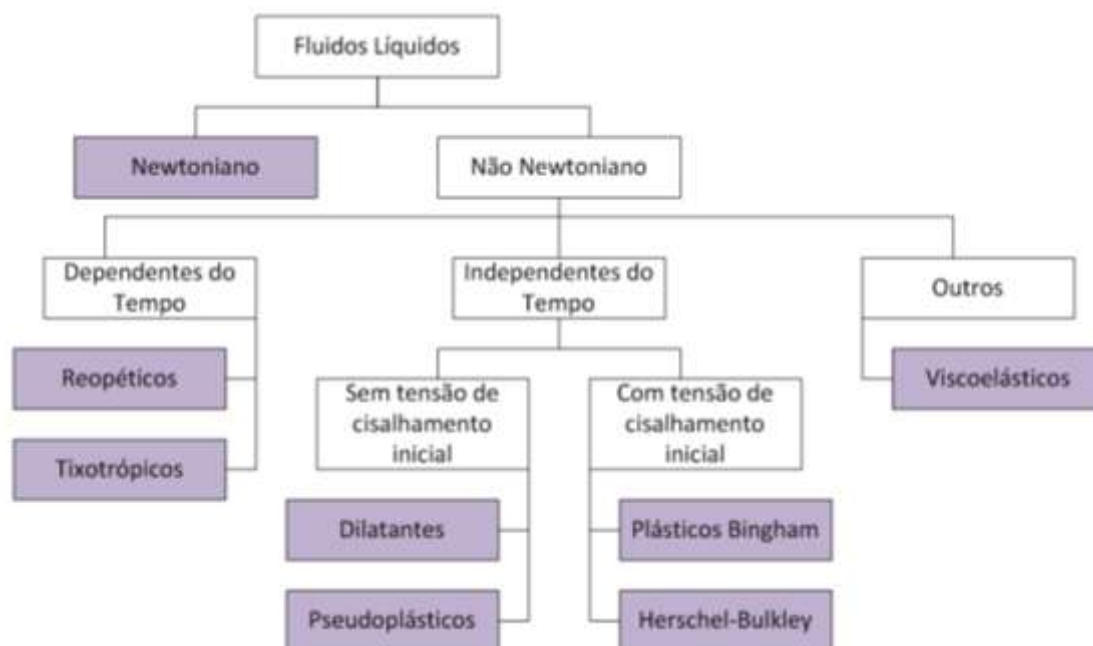 Fluidos Líquidos
Newtoniano
Não Newtoniano
Dependentes do
Tempo
Independentes do
Tempo
Outros
Reopéticos
Tixotrópicos
Sem tensão de
cisalhamento
inicial
Com tensão de
cisalhamento
inicial
Viscoelásticos
Dilatantes
Pseudoplásticos
Plásticos Bingham
Herschel-Bulkley